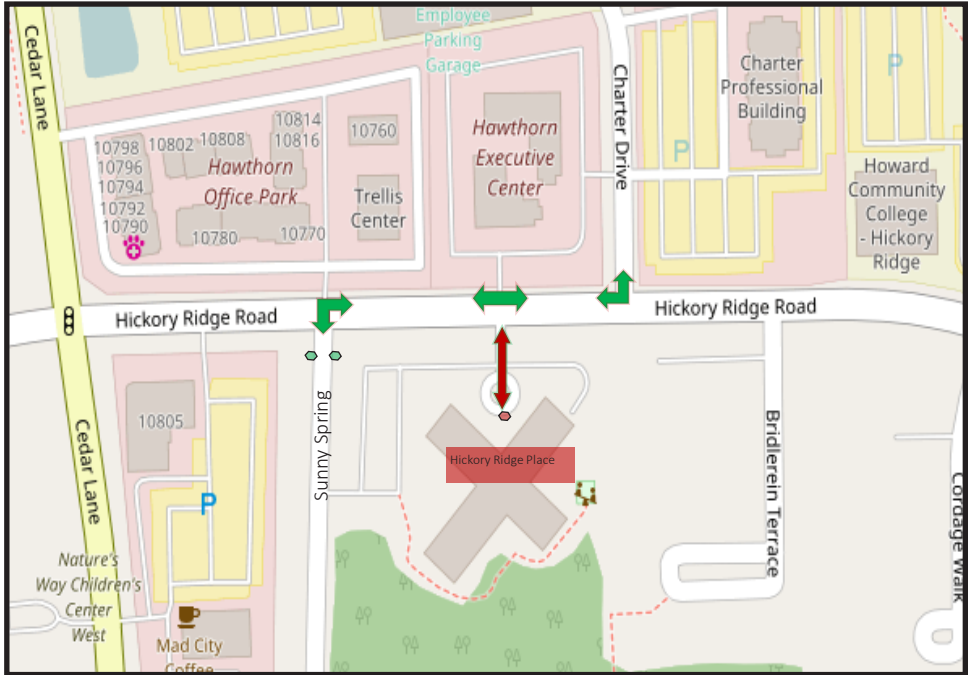 Employee
Parking
Garage
Cedar Lane
Charter Drive
Charter
Professional
Building
P
P
10798
10796
10794
10792
10790
10802
10808
10814
10816
10760
Hawthorn
Office Park
Trellis
Center
10780
10770
Hawthorn
Executive
Center
Howard
Community
College
- Hickory
Ridge
Hickory Ridge Road
Hickory Ridge Road
10805
Sunny Spring
Hickory Ridge Place
Bridlerein Terrace
Cordage Walk
Cedar Lane
P
Nature's
Way Children's
Center
West
Mad City
Coffee